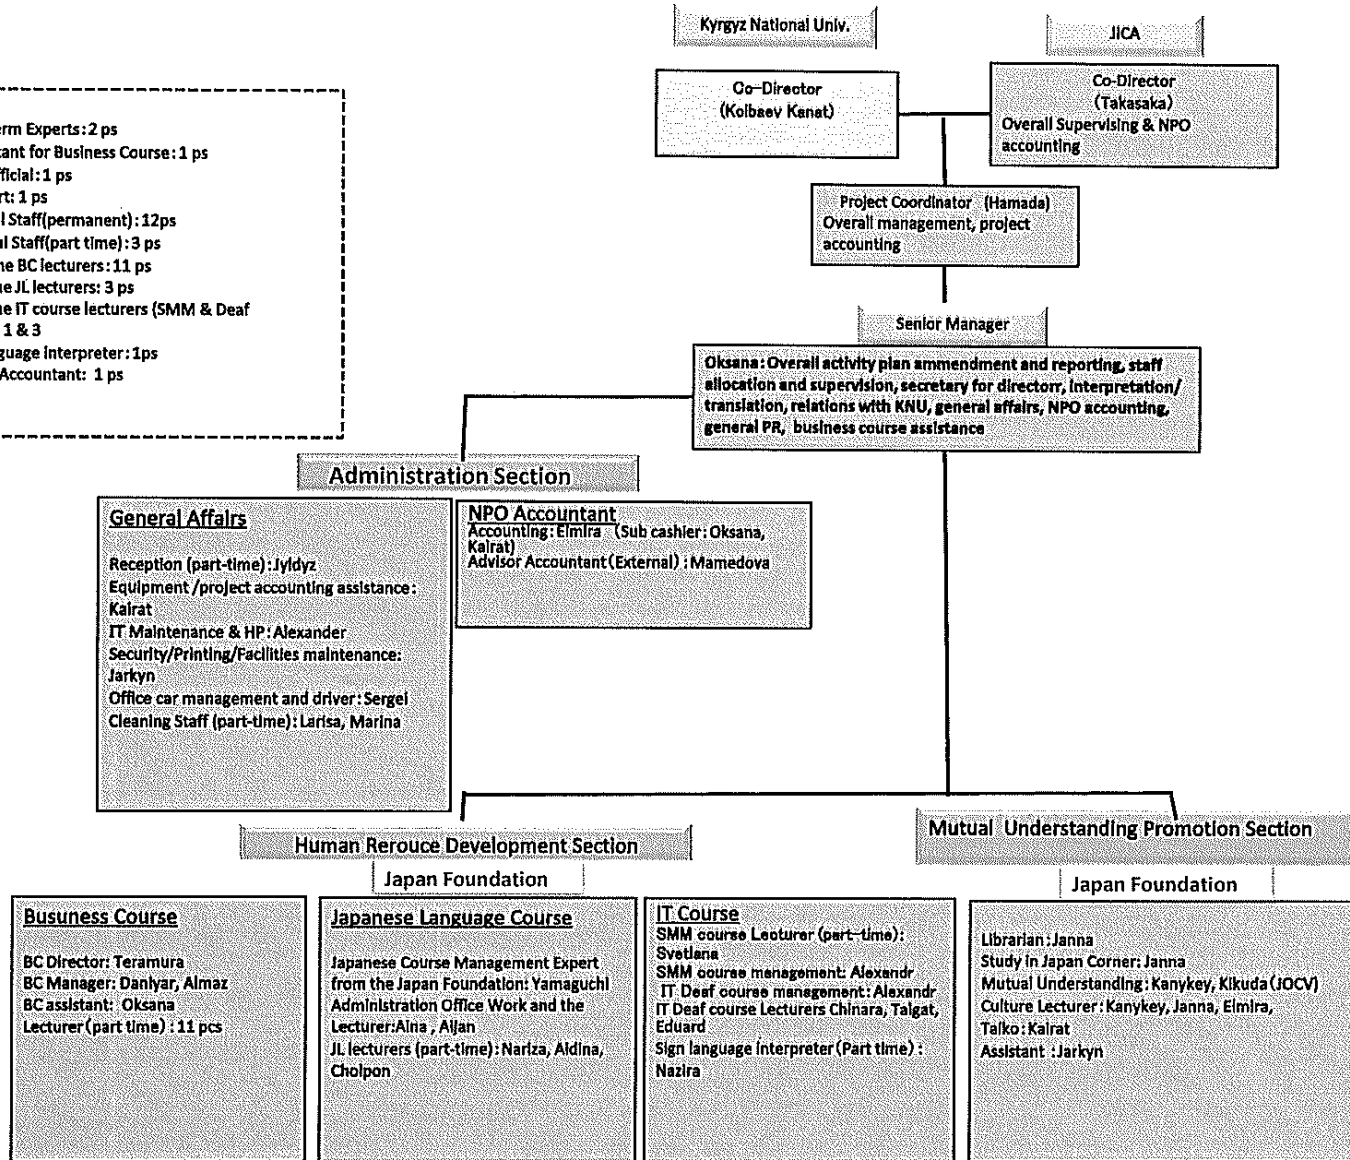 Kyrgyz National Univ.
JICA
Co-Director
(Kolbaev Kanat)
Co-Director
(Takasaka)
Overall Supervising & NPO
accounting
erm Experts: 2 ps
tant for Business Course: 1 ps
fficial: 1 ps
rt: 1 ps
l Staff(permanent): 12ps
al Staff(part time): 3 ps
ne BC lecturers: 11 ps
ne JL lecturers: 3 ps
ne IT course lecturers (SMM & Deaf
1 & 3
guage interpreter: 1ps
Accountant: 1 ps
Project Coordinator (Hamada)
Overall management, project
accounting
Senior Manager
Oksana: Overall activity plan ammendment and reporting, staff
allocation and supervision, secretary for directorr, interpretation/
translation, relations with KNU, general affairs, NPO accounting,
general PR, business course assistance
Administration Section
General Affairs
Reception (part-time): Jyldyz
Equipment/project accounting assistance:
Kairat
IT Maintenance & HP: Alexander
Security/Printing/Facilities maintenance:
Jarkyn
Office car management and driver: Sergei
Cleaning Staff (part-time): Larisa, Marina
NPO Accountant
Accounting: Elmira (Sub cashier: Oksana,
Kairat)
Advisor Accountant(External) : Mamedova
Human Rerouce Development Section
Japan Foundation
Mutual Understanding Promotion Section
Japan Foundation
Busuness Course
BC Director: Teramura
BC Manager: Daniyar, Almaz
BC assistant: Oksana
Lecturer(part time) : 11 pcs
Japanese Language Course
Japanese Course Management Expert
from the Japan Foundation: Yamaguchi
Administration Office Work and the
Lecturer:Aina , Aijan
JL lecturers (part-time): Nariza, Aidina,
Cholpon
IT Course
SMM course Lecturer (part-time):
Svetlana
SMM course management: Alexandr
IT Deaf course management: Alexandr
IT Deaf course Lecturers Chinara, Talgat,
Eduard
Sign language interpreter(Part time) :
Nazira
Librarian: Janna
Study in Japan Corner: Janna
Mutual Understanding: Kanykey, Kikuda(JOCV)
Culture Lecturer: Kanykey, Janna, Elmira,
Taiko: Kairat
Assistant : Jarkyn